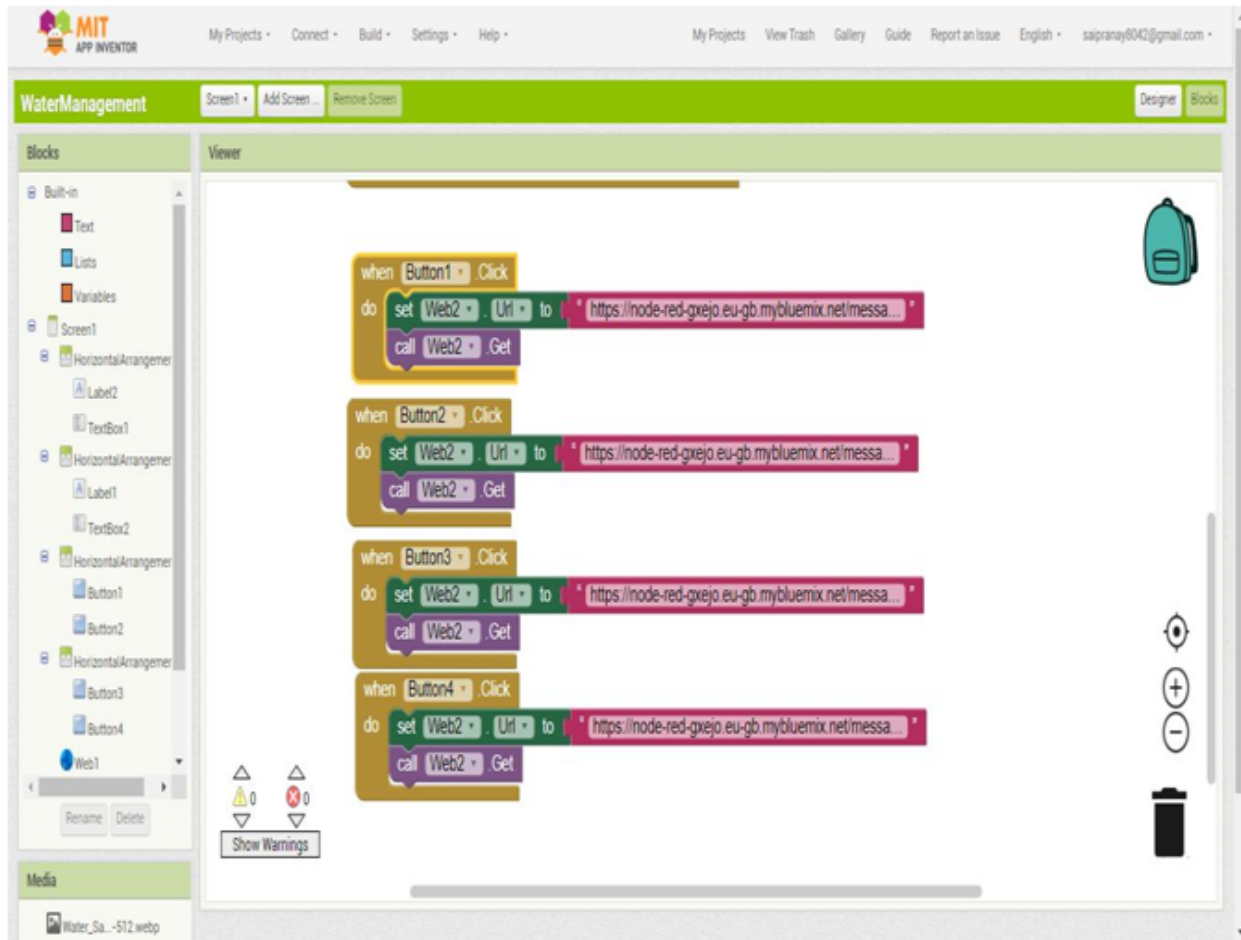 MIT
APP INVENTOR
My Projects Connect Build Settings Help My Projects View Trash Gallery Guide Report an Issue English saipranay8042@gmail.com
WaterManagement Screen1 Add Screen ... Remove Screen Designer Blocks
Blocks
Viewer
Built-in
Text
Lists
Variables
Screen1
HorizontalArrangemer
Label2
TextBox1
HorizontalArrangemer
Label1
TextBox2
HorizontalArrangemer
Button1
Button2
HorizontalArrangemer
Button3
Button4
Web1
Rename Delete
Media
Water_Sa...-512.webp
when Button1 .Click
do set Web2 . Url to " https://node-red-gxejo.eu-gb.mybluemix.net/messa... "
call Web2 .Get
when Button2 .Click
do set Web2 . Url to " https://node-red-gxejo.eu-gb.mybluemix.net/messa... "
call Web2 .Get
when Button3 .Click
do set Web2 . Url to " https://node-red-gxejo.eu-gb.mybluemix.net/messa... "
call Web2 .Get
when Button4 .Click
do set Web2 . Url to " https://node-red-gxejo.eu-gb.mybluemix.net/messa... "
call Web2 .Get
0 0
Show Warnings